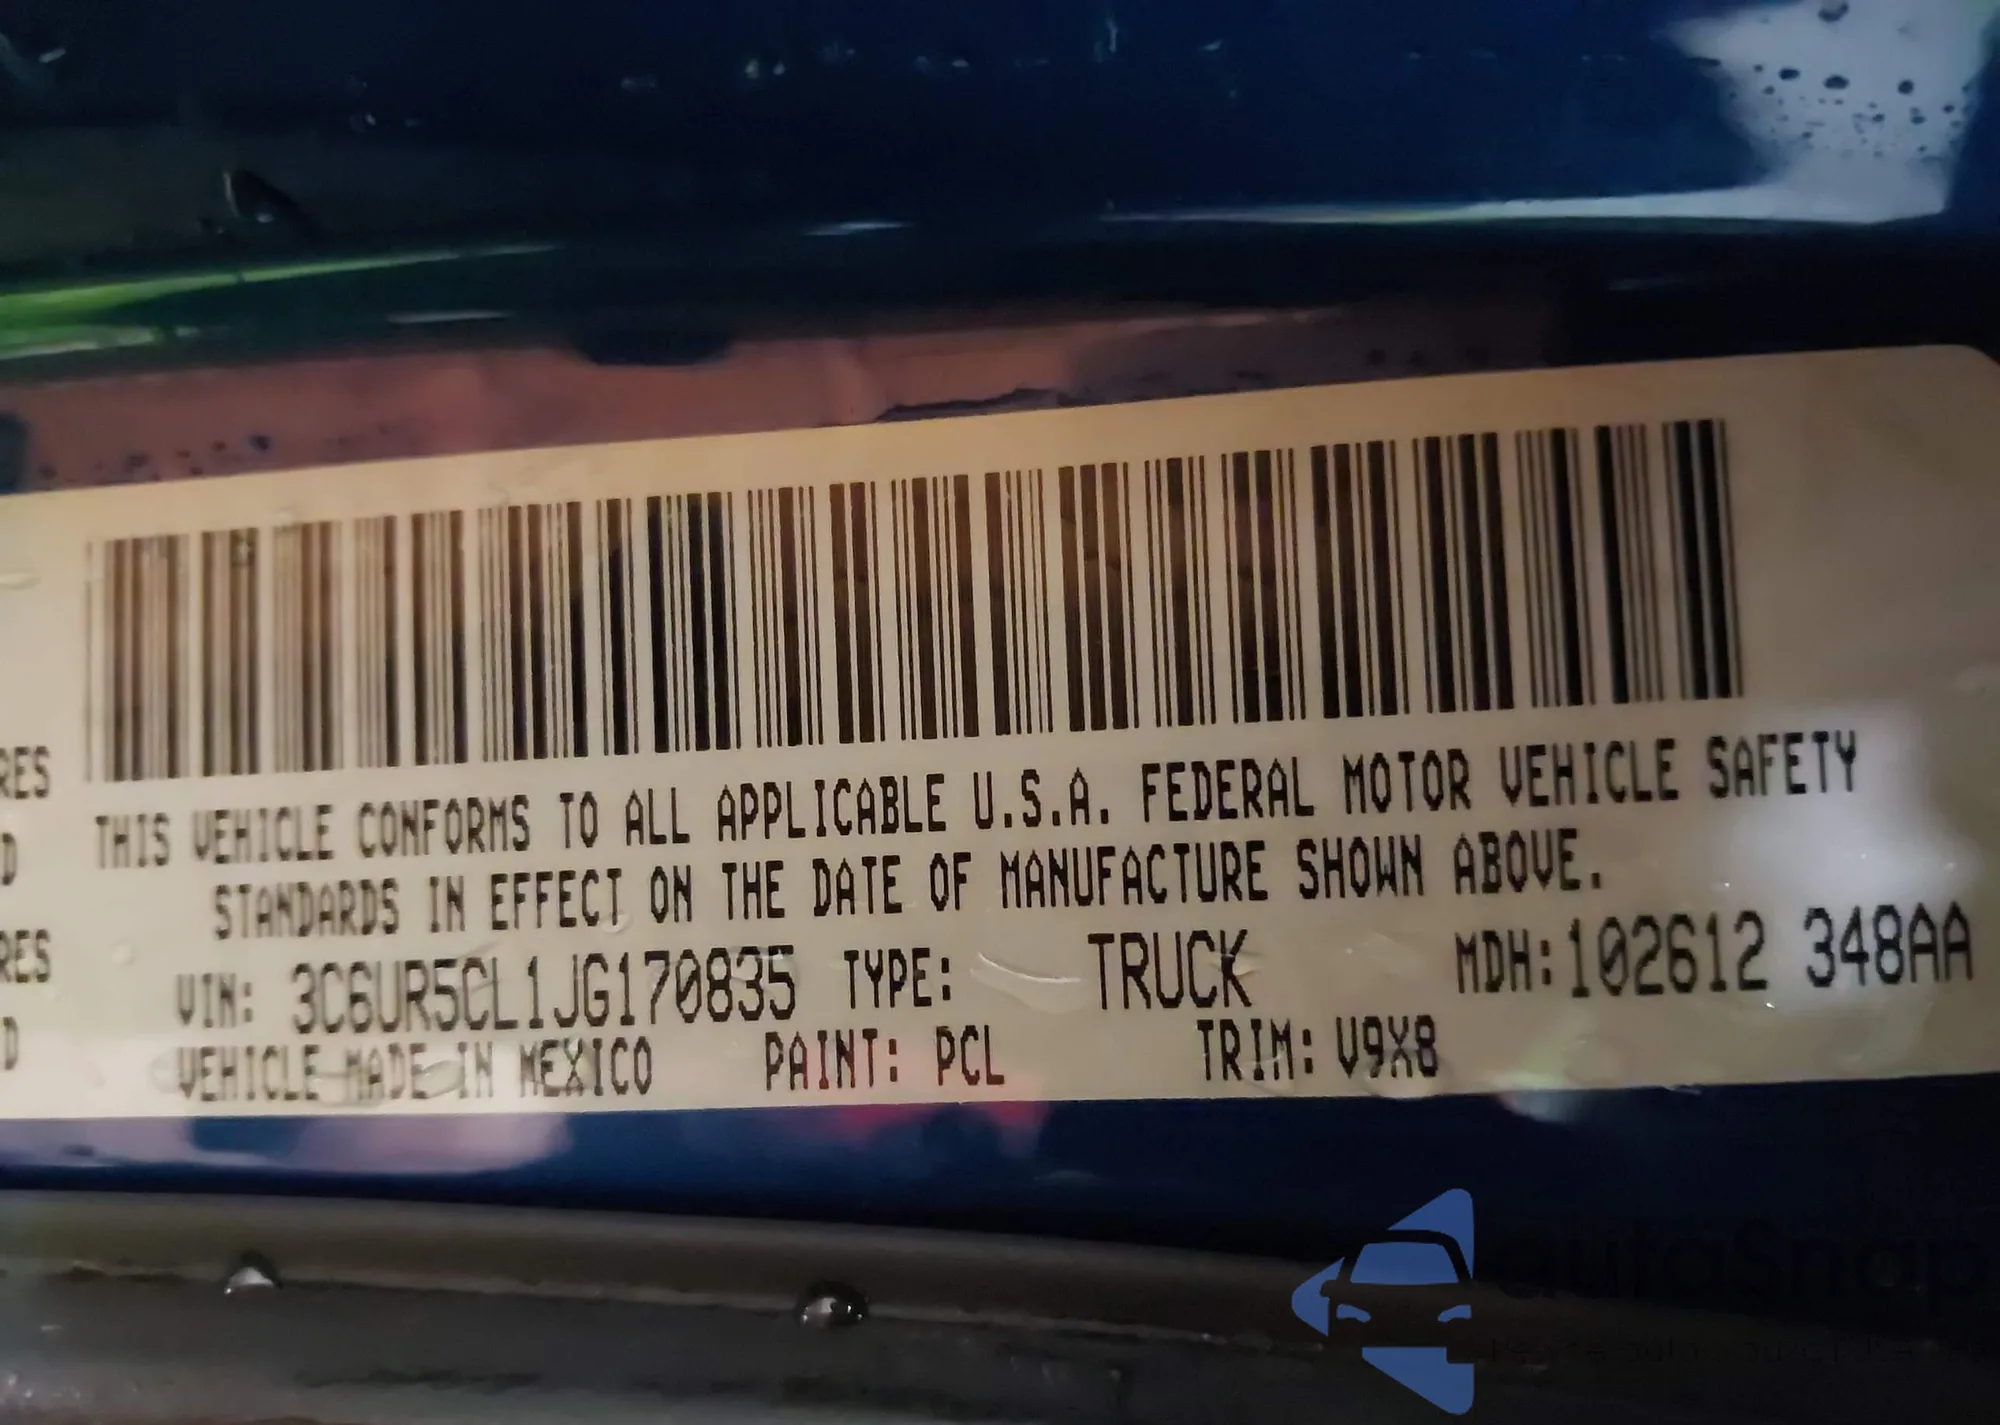 RES
THIS VEHICLE CONFORMS TO ALL APPLICABLE U.S.A. FEDERAL MOTOR VEHICLE SAFETY
D
STANDARDS IN EFFECT ON THE DATE OF MANUFACTURE SHOWN ABOVE.
RES
VIN: 3C6UR5CL1JG170835 TYPE: TRUCK MDH:102612 348AA
D
VEHICLE MADE IN MEXICO PAINT: PCL TRIM: V9X8
autoSnap